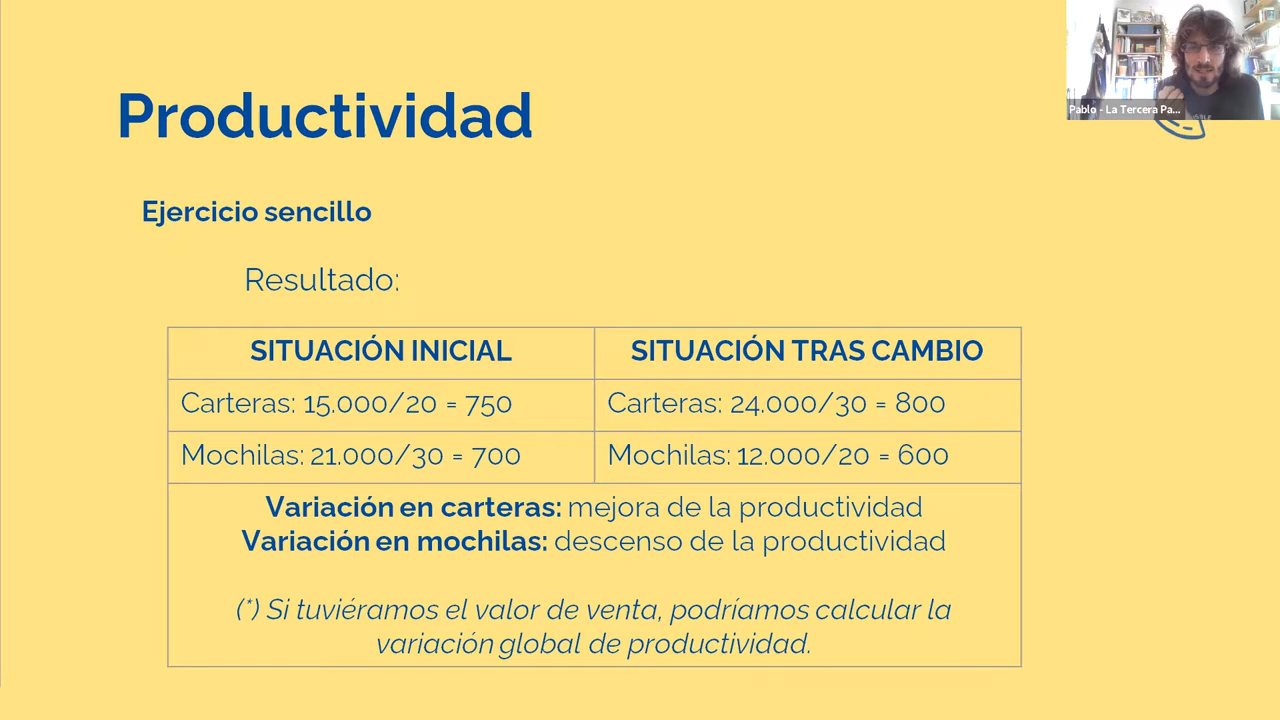 Productividad
Pablo - La Tercera Pa...
Ejercicio sencillo
Resultado:
SITUACIÓN INICIAL
SITUACIÓN TRAS CAMBIO
Carteras: 15.000/20 = 750
Carteras: 24.000/30 = 800
Mochilas: 21.000/30 = 700
Mochilas: 12.000/20 = 600
Variación en carteras: mejora de la productividad
Variación en mochilas: descenso de la productividad
(*) Si tuviéramos el valor de venta, podríamos calcular la
variación global de productividad.